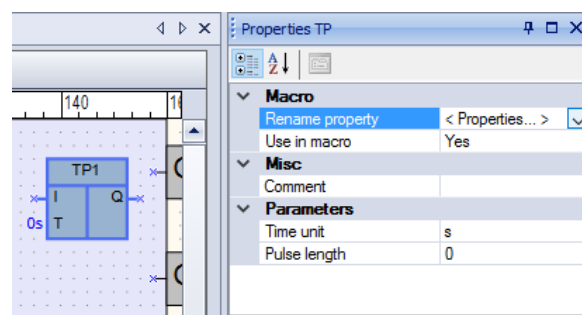 Properties TP
A
Z
140
Macro
Rename property < Properties... >
Use in macro Yes
TP1
Misc
I Q
Comment
0s T
Parameters
Time unit s
Pulse length 0